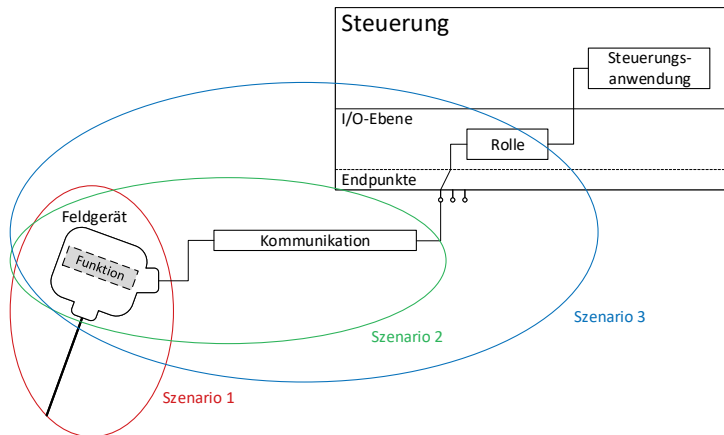 Steuerung
Steuerungs-
anwendung
I/O-Ebene
Rolle
Endpunkte
Feldgerät
Funktion
Kommunikation
Szenario 3
Szenario 2
Szenario 1